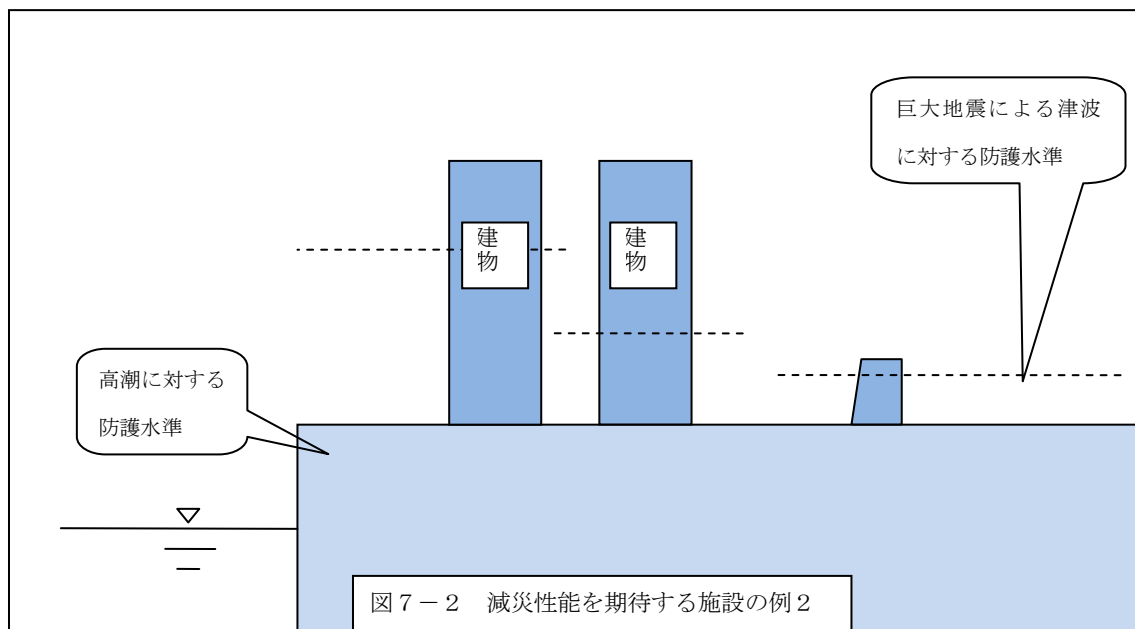 巨大地震による津波
に対する防護水準
建
物
建
物
高潮に対する
防護水準
図７－２ 減災性能を期待する施設の例２